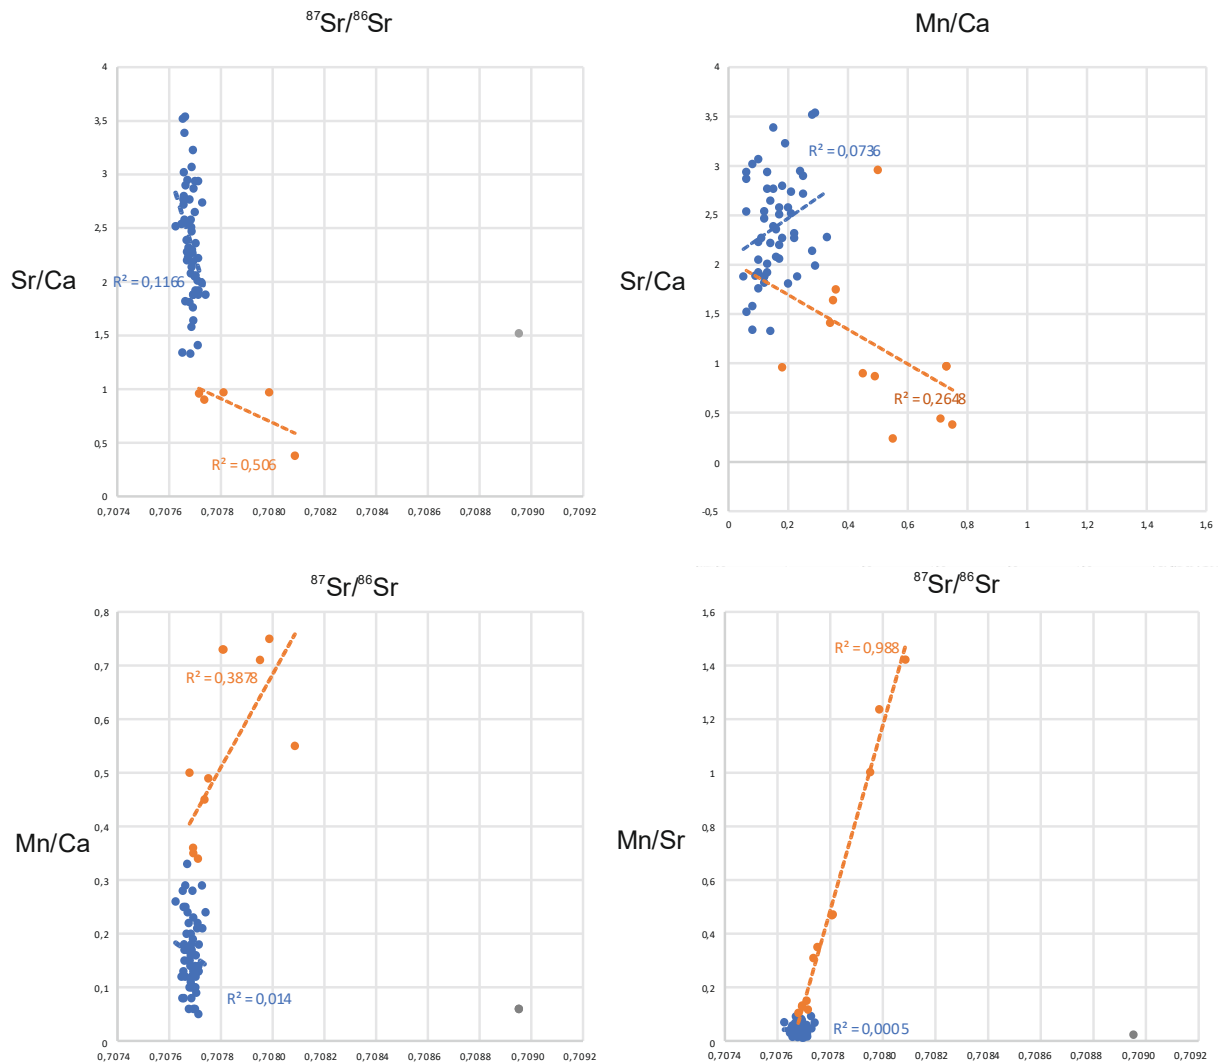 ⁸⁷Sr/⁸⁶Sr
Sr/Ca
4
3,5
3
2,5
2
1,5
1
0,5
0
R² = 0,1166
R² = 0,506
0,7074 0,7076 0,7078 0,7080 0,7082 0,7084 0,7086 0,7088 0,7090 0,7092
Mn/Ca
Sr/Ca
4
3,5
3
2,5
2
1,5
1
0,5
0
-0,5
R² = 0,0736
R² = 0,2648
0 0,2 0,4 0,6 0,8 1 1,2 1,4 1,6
⁸⁷Sr/⁸⁶Sr
Mn/Ca
0,8
0,7
0,6
0,5
0,4
0,3
0,2
0,1
0
R² = 0,3878
R² = 0,014
0,7074 0,7076 0,7078 0,7080 0,7082 0,7084 0,7086 0,7088 0,7090 0,7092
⁸⁷Sr/⁸⁶Sr
Mn/Sr
1,6
1,4
1,2
1
0,8
0,6
0,4
0,2
0
R² = 0,988
R² = 0,0005
0,7074 0,7076 0,7078 0,7080 0,7082 0,7084 0,7086 0,7088 0,7090 0,7092